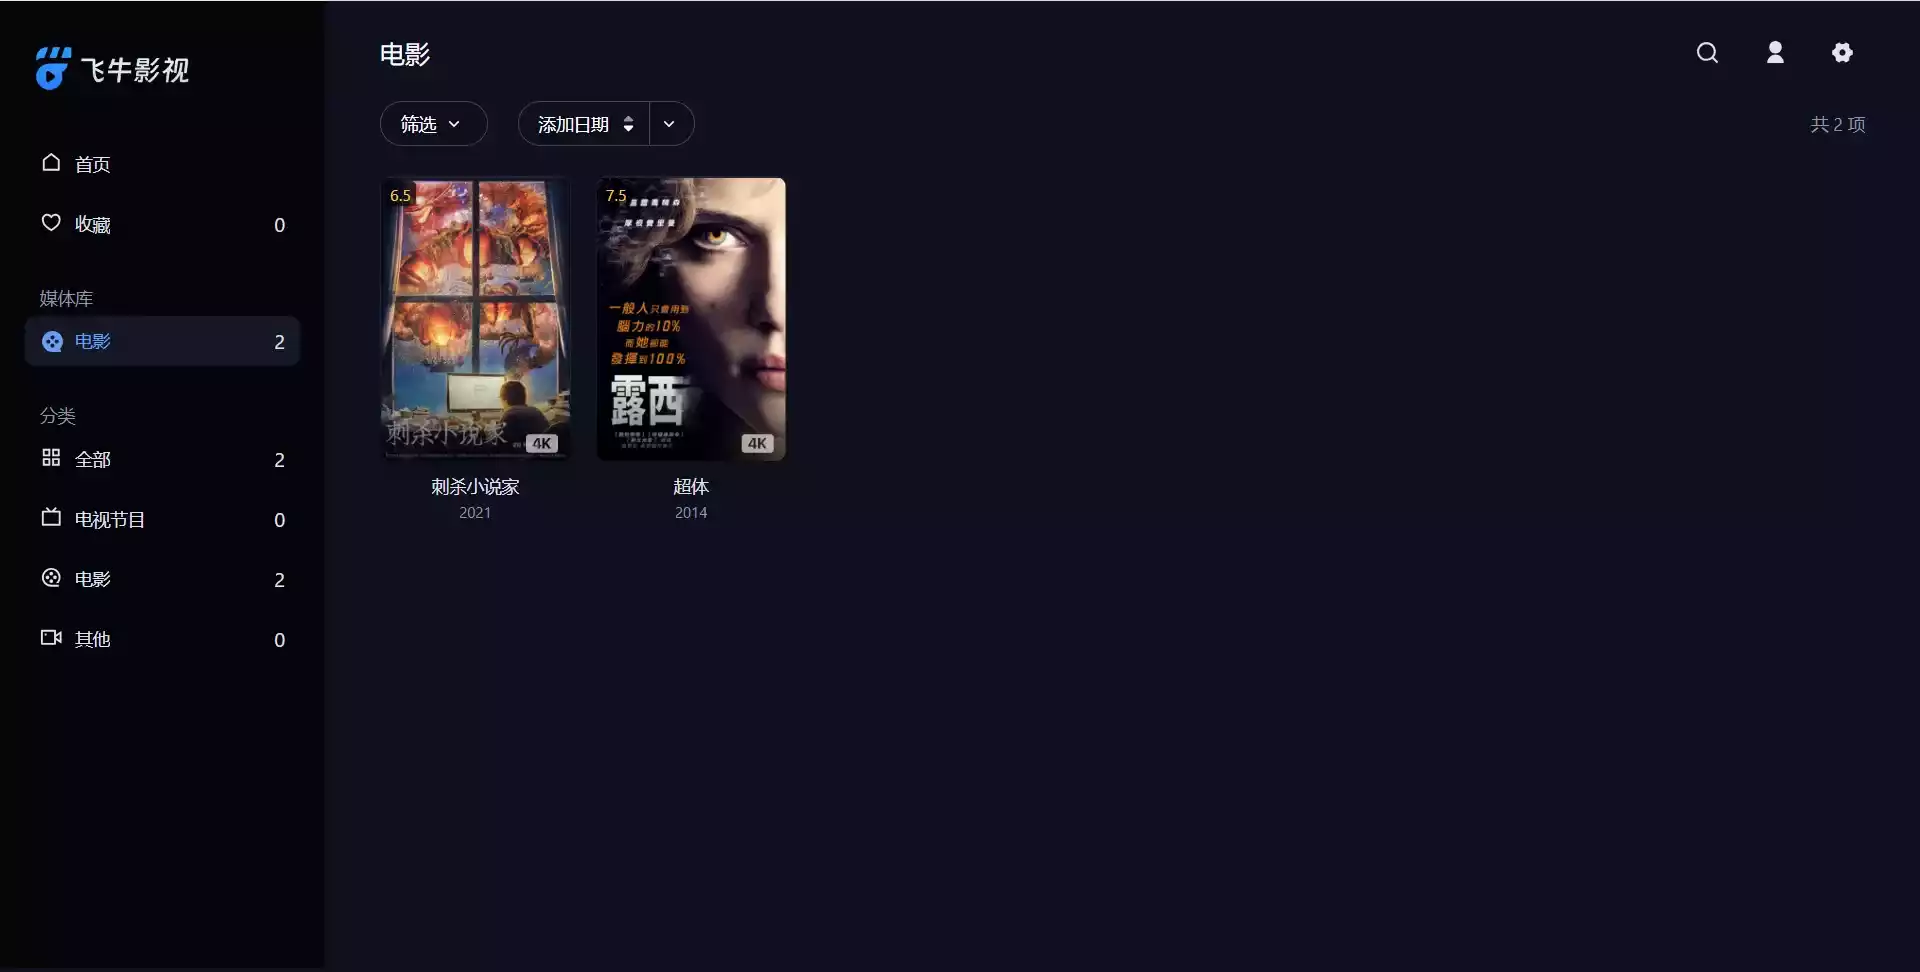 飞牛影视
首页
收藏 0
媒体库
电影 2
分类
全部 2
电视节目 0
电影 2
其他 0
电影
筛选
添加日期
共 2 项
6.5
刺杀小说家
4K
刺杀小说家
2021
7.5
一般人只會用到
腦力的10%
而她卻能
發揮到100%
露西
4K
超体
2014